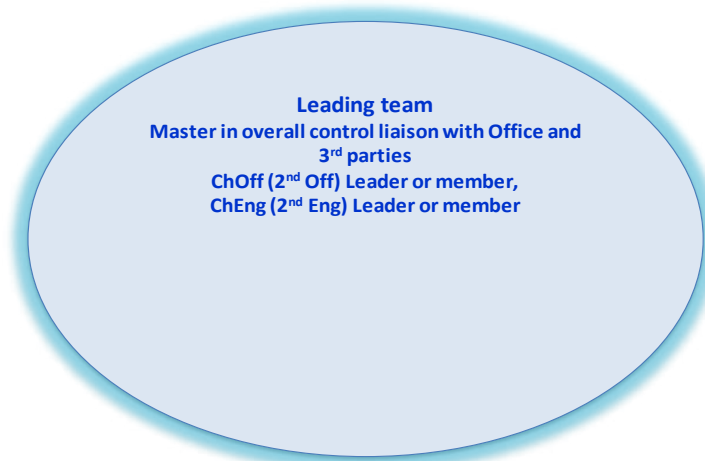 Leading team
Master in overall control liaison with Office and
3rd parties
ChOff (2nd Off) Leader or member,
ChEng (2nd Eng) Leader or member